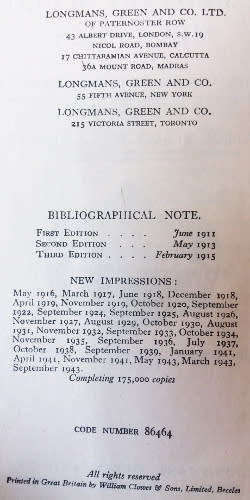 LONGMANS, GREEN AND CO. LTD.
OF PATERNOSTER ROW
43 ALBERT DRIVE, LONDON, S.W. 19
NICOL ROAD, BOMBAY
17 CHITTARANJAN AVENUE, CALCUTTA
36A MOUNT ROAD, MADRAS
LONGMANS, GREEN AND CO.
55 FIFTH AVENUE, NEW YORK
LONGMANS, GREEN AND CO.
215 VICTORIA STREET, TORONTO
BIBLIOGRAPHICAL NOTE.
FIRST EDITION . . . . June 1911
SECOND EDITION . . . . May 1913
THIRD EDITION . . . . February 1915
NEW IMPRESSIONS:
May 1916, March 1917, June 1918, December 1918,
April 1919, November 1919, October 1920, September
1922, September 1924, September 1925, August 1926,
November 1927, August 1929, October 1930, August
1931, November 1932, September 1933, October 1934,
November 1935, September 1936, July 1937,
October 1938, September 1939, January 1941,
April 1941, November 1941, May 1943, March 1943,
September 1943.
Completing 175,000 copies
CODE NUMBER 86464
All rights reserved
Printed in Great Britain by William Clowes & Sons, Limited, Beccles